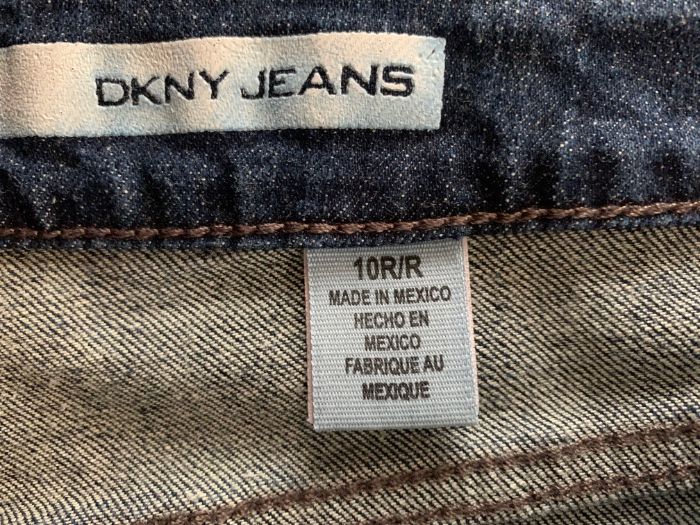 DKNY JEANS
10R/R
MADE IN MEXICO
HECHO EN
MEXICO
FABRIQUE AU
MEXIQUE